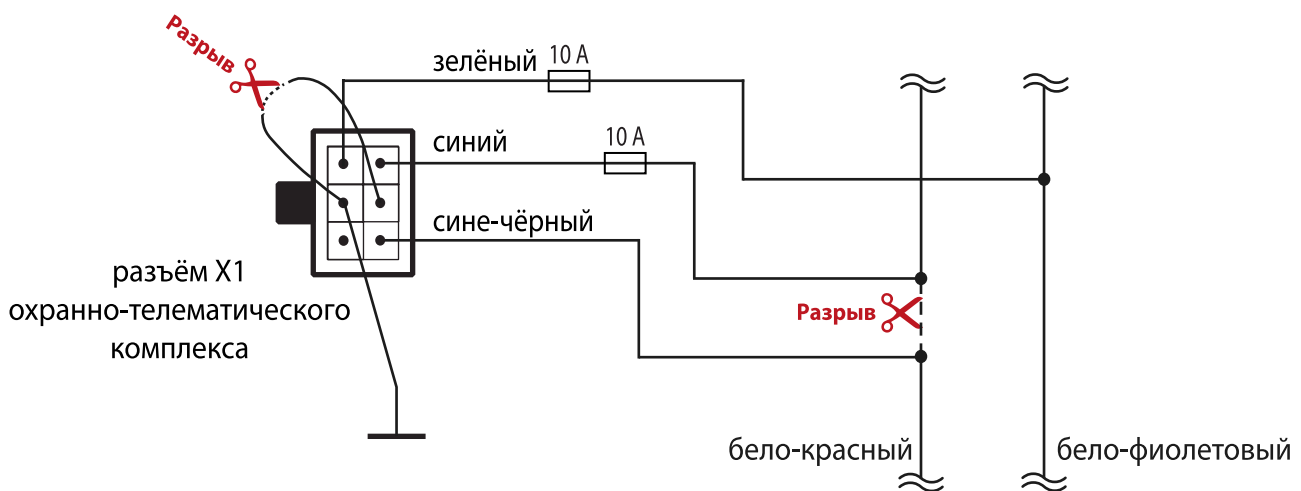 Разрыв
зелёный
10 А
синий
10 А
сине-чёрный
разъём X1
охранно-телематического
комплекса
Разрыв
бело-красный
бело-фиолетовый